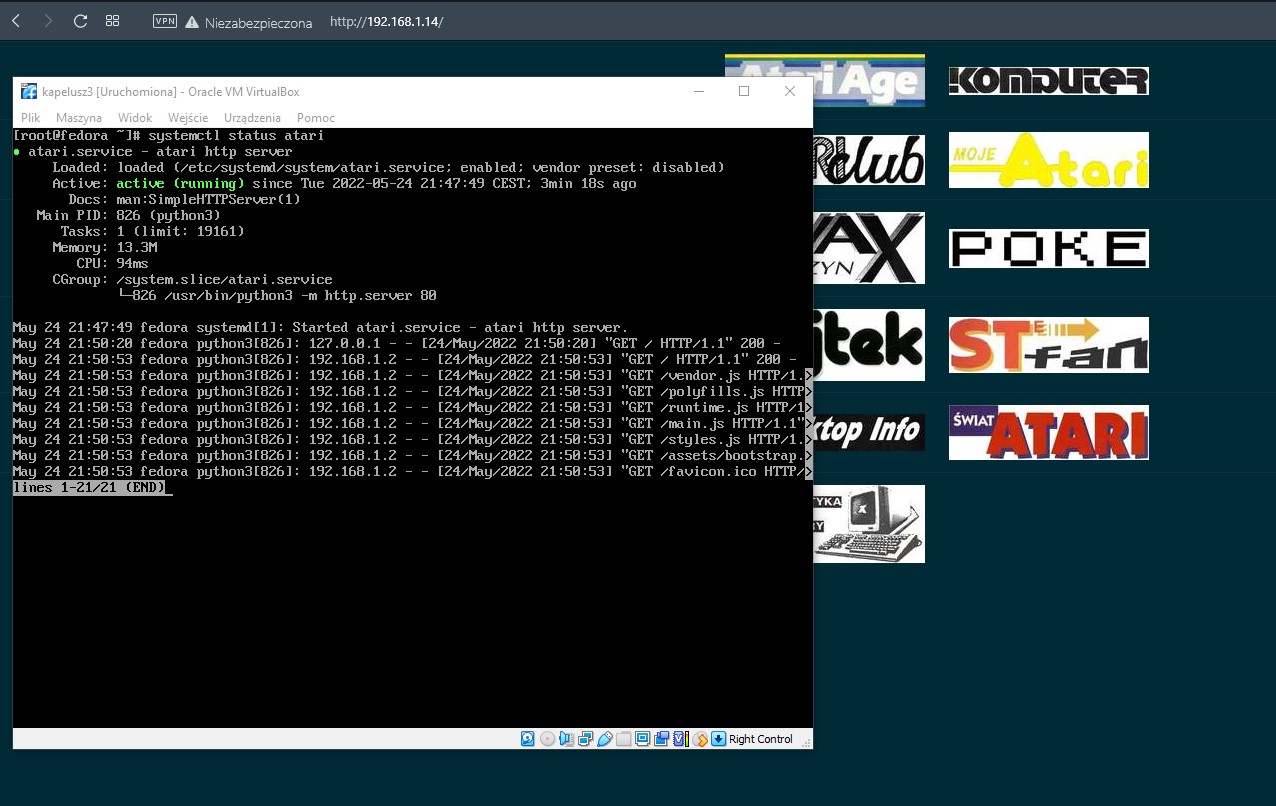 VPN Niezabezpieczona http://192.168.1.14/
kapelusz3 [Uruchomiona] - Oracle VM VirtualBox
Plik Maszyna Widok Wejście Urządzenia Pomoc
[root@fedora ~]# systemctl status atari
● atari.service - atari http server
Loaded: loaded (/etc/systemd/system/atari.service; enabled; vendor preset: disabled)
Active: active (running) since Tue 2022-05-24 21:47:49 CEST; 3min 18s ago
Docs: man:SimpleHTTPServer(1)
Main PID: 826 (python3)
Tasks: 1 (limit: 19161)
Memory: 13.3M
CPU: 94ms
CGroup: /system.slice/atari.service
└─826 /usr/bin/python3 -m http.server 80
May 24 21:47:49 fedora systemd[1]: Started atari.service - atari http server.
May 24 21:50:20 fedora python3[826]: 127.0.0.1 - - [24/May/2022 21:50:20] "GET / HTTP/1.1" 200 -
May 24 21:50:53 fedora python3[826]: 192.168.1.2 - - [24/May/2022 21:50:53] "GET / HTTP/1.1" 200 -
May 24 21:50:53 fedora python3[826]: 192.168.1.2 - - [24/May/2022 21:50:53] "GET /vendor.js HTTP/1.>
May 24 21:50:53 fedora python3[826]: 192.168.1.2 - - [24/May/2022 21:50:53] "GET /polyfills.js HTTP>
May 24 21:50:53 fedora python3[826]: 192.168.1.2 - - [24/May/2022 21:50:53] "GET /runtime.js HTTP/1>
May 24 21:50:53 fedora python3[826]: 192.168.1.2 - - [24/May/2022 21:50:53] "GET /main.js HTTP/1.1">
May 24 21:50:53 fedora python3[826]: 192.168.1.2 - - [24/May/2022 21:50:53] "GET /styles.js HTTP/1.>
May 24 21:50:53 fedora python3[826]: 192.168.1.2 - - [24/May/2022 21:50:53] "GET /assets/bootstrap.>
May 24 21:50:53 fedora python3[826]: 192.168.1.2 - - [24/May/2022 21:50:53] "GET /favicon.ico HTTP/>
lines 1-21/21 (END)
Right Control
Atari Age
KOMPUTER
club
MOJE Atari
AX
ZYN
POKE
jtek
STe fan
ktop Info
ŚWIAT ATARI
TYKA
BY